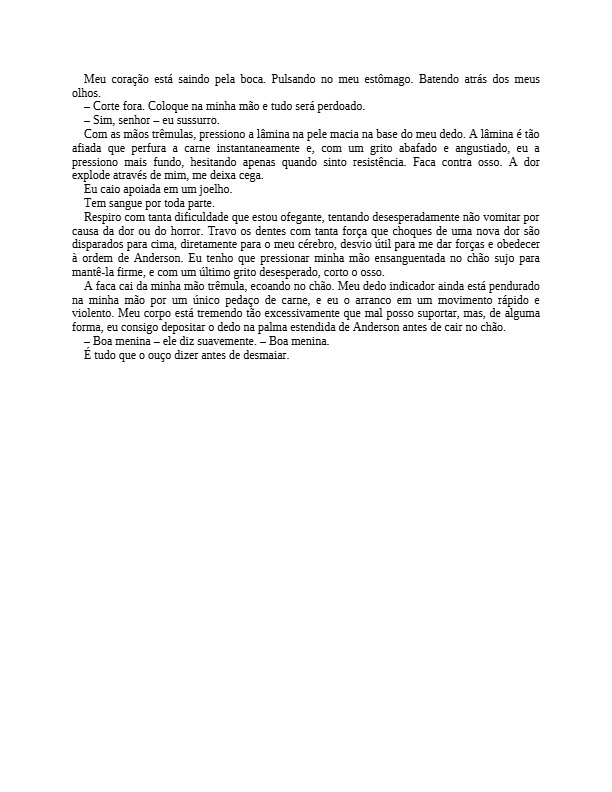 Meu coração está saindo pela boca. Pulsando no meu estômago. Batendo atrás dos meus
olhos.
– Corte fora. Coloque na minha mão e tudo será perdoado.
– Sim, senhor – eu sussurro.
Com as mãos trêmulas, pressiono a lâmina na pele macia na base do meu dedo. A lâmina é tão
afiada que perfura a carne instantaneamente e, com um grito abafado e angustiado, eu a
pressiono mais fundo, hesitando apenas quando sinto resistência. Faca contra osso. A dor
explode através de mim, me deixa cega.
Eu caio apoiada em um joelho.
Tem sangue por toda parte.
Respiro com tanta dificuldade que estou ofegante, tentando desesperadamente não vomitar por
causa da dor ou do horror. Travo os dentes com tanta força que choques de uma nova dor são
disparados para cima, diretamente para o meu cérebro, desvio útil para me dar forças e obedecer
à ordem de Anderson. Eu tenho que pressionar minha mão ensanguentada no chão sujo para
mantê-la firme, e com um último grito desesperado, corto o osso.
A faca cai da minha mão trêmula, ecoando no chão. Meu dedo indicador ainda está pendurado
na minha mão por um único pedaço de carne, e eu o arranco em um movimento rápido e
violento. Meu corpo está tremendo tão excessivamente que mal posso suportar, mas, de alguma
forma, eu consigo depositar o dedo na palma estendida de Anderson antes de cair no chão.
– Boa menina – ele diz suavemente. – Boa menina.
É tudo que o ouço dizer antes de desmaiar.